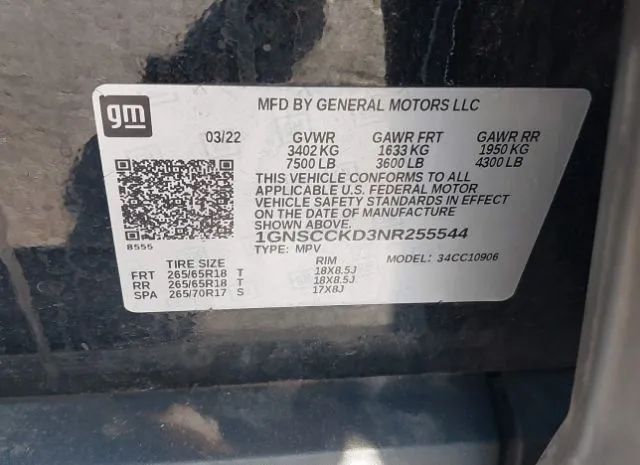 gm
MFD BY GENERAL MOTORS LLC
03/22 GVWR GAWR FRT GAWR RR
3402 KG 1633 KG 1950 KG
7500 LB 3600 LB 4300 LB
THIS VEHICLE CONFORMS TO ALL
APPLICABLE U.S. FEDERAL MOTOR
VEHICLE SAFETY STANDARDS IN EFFECT
ON THE DATE OF MANUFACTURE
SHOWN ABOVE.
1GNSCCKD3NR255544
8555 TYPE: MPV MODEL: 34CC10906
TIRE SIZE RIM
FRT 265/65R18 T 18X8.5J
RR 265/65R18 T 18X8.5J
SPA 265/70R17 S 17X8J